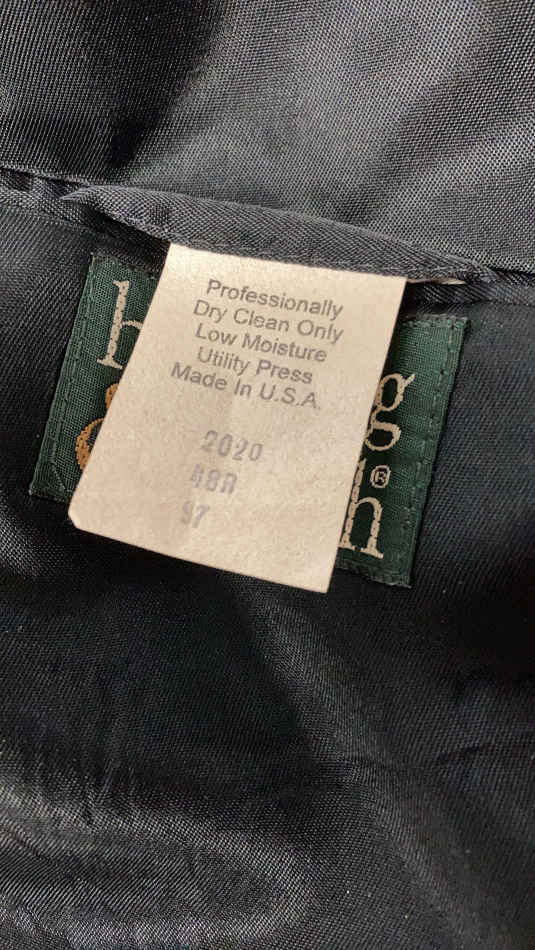 Professionally
Dry Clean Only
Low Moisture
Utility Press
Made In U.S.A.
2020
48R
97
h g
& h®